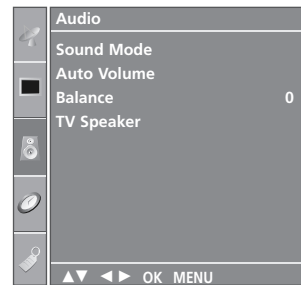 Audio
Sound Mode
Auto Volume
Balance 0
TV Speaker
▲▼ ◄► OK MENU